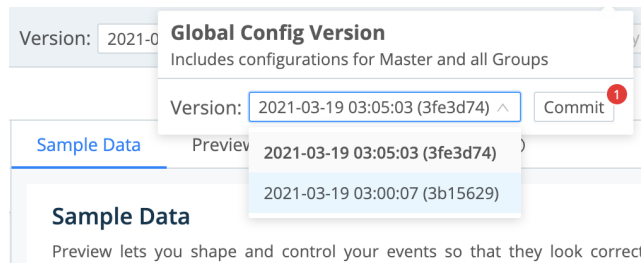 Version: 2021-0
Global Config Version
Includes configurations for Master and all Groups
Version: 2021-03-19 03:05:03 (3fe3d74) Commit 1
Sample Data Preview
2021-03-19 03:05:03 (3fe3d74)
2021-03-19 03:00:07 (3b15629)
Sample Data
Preview lets you shape and control your events so that they look correct